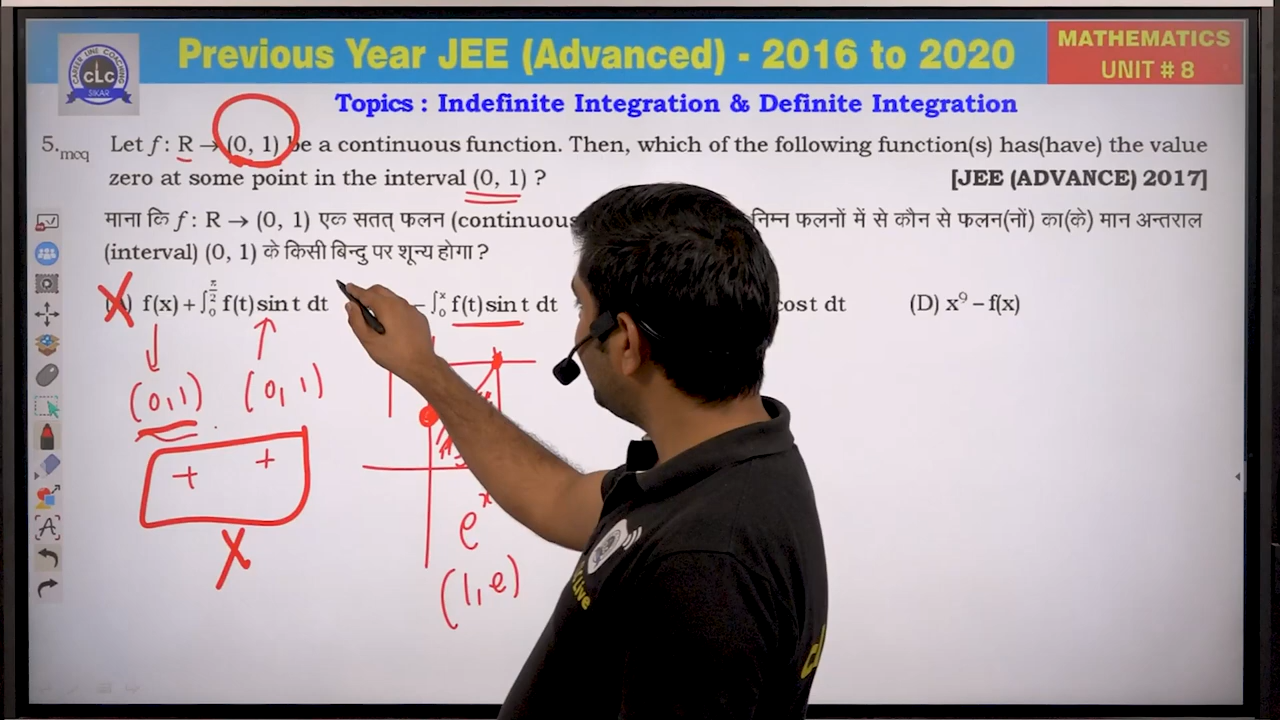 Previous Year JEE (Advanced) - 2016 to 2020
MATHEMATICS
UNIT # 8
CAREER LINE COACHING
CLC
SIKAR
Topics : Indefinite Integration & Definite Integration
5.mcq Let f : R → (0, 1) be a continuous function. Then, which of the following function(s) has(have) the value
zero at some point in the interval (0, 1) ? [JEE (ADVANCE) 2017]
माना कि f : R → (0, 1) एक सतत् फलन (continuous निम्न फलनों में से कौन से फलन(नों) का(के) मान अन्तराल
(interval) (0, 1) के किसी बिन्दु पर शून्य होगा ?
f(x) + ∫₀^(π/2) f(t) sin t dt – ∫₀^x f(t) sin t dt cos t dt (D) x⁹ – f(x)
(0,1) (0,1)
+ +
X
e^x
(1,e)
Live